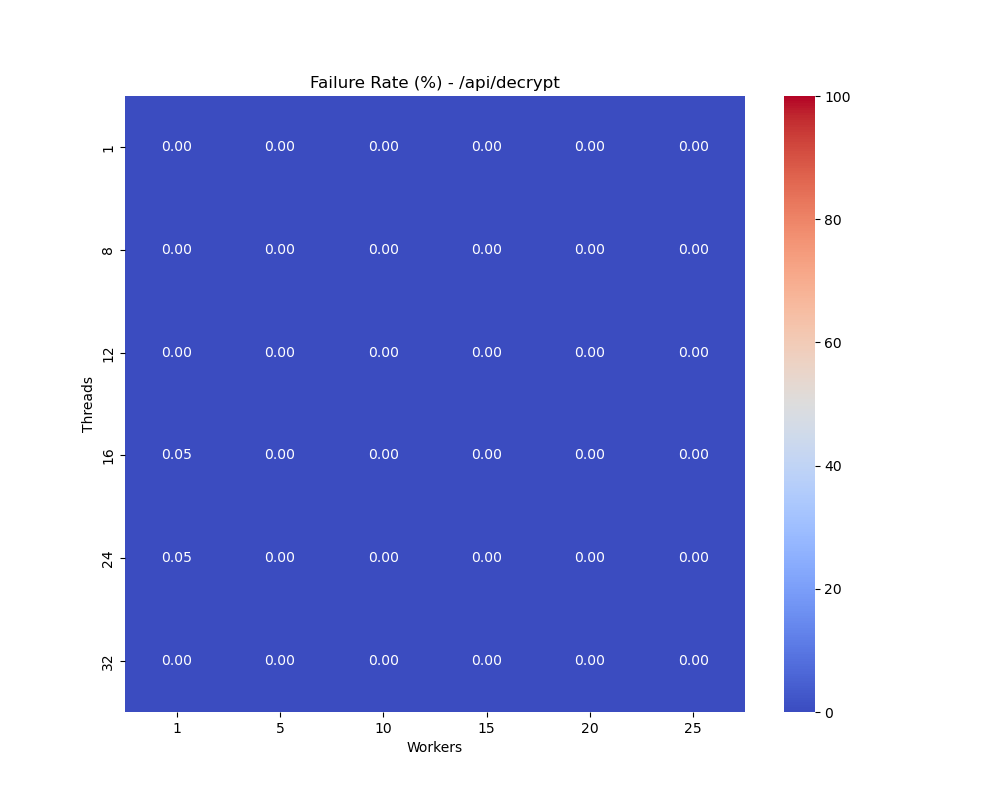 Failure Rate (%) - /api/decrypt
1 0.00 0.00 0.00 0.00 0.00 0.00
8 0.00 0.00 0.00 0.00 0.00 0.00
12 0.00 0.00 0.00 0.00 0.00 0.00
16 0.05 0.00 0.00 0.00 0.00 0.00
24 0.05 0.00 0.00 0.00 0.00 0.00
32 0.00 0.00 0.00 0.00 0.00 0.00
Threads
1 5 10 15 20 25
Workers
100
80
60
40
20
0